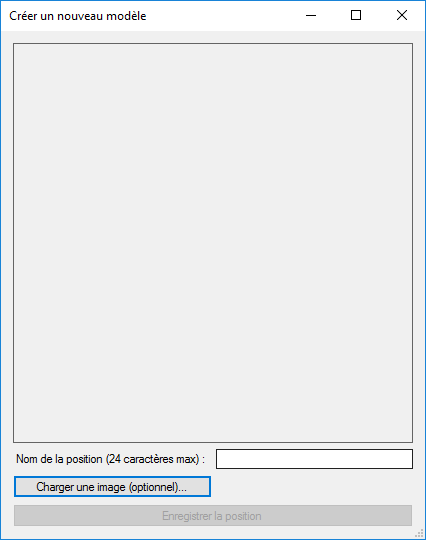 Créer un nouveau modèle
Nom de la position (24 caractères max) :
Charger une image (optionnel)...
Enregistrer la position